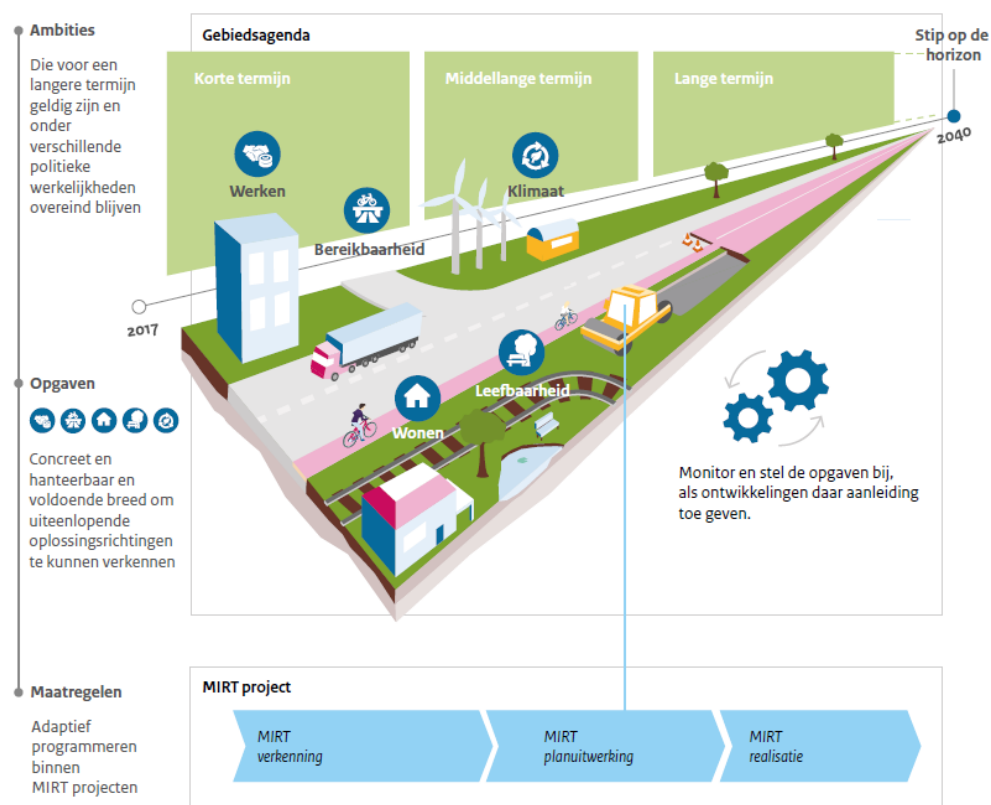 Ambities
Die voor een
langere termijn
geldig zijn en
onder
verschillende
politieke
werkelijkheden
overeind blijven
Opgaven
Concreet en
hanteerbaar en
voldoende breed om
uiteenlopende
oplossingsrichtingen
te kunnen verkennen
Maatregelen
Adaptief
programmeren
binnen
MIRT projecten
Gebiedsagenda
Korte termijn
Middellange termijn
Lange termijn
Stip op de
horizon
2040
2017
Werken
Bereikbaarheid
Klimaat
Leefbaarheid
Wonen
Monitor en stel de opgaven bij,
als ontwikkelingen daar aanleiding
toe geven.
MIRT project
MIRT
verkenning
MIRT
planuitwerking
MIRT
realisatie